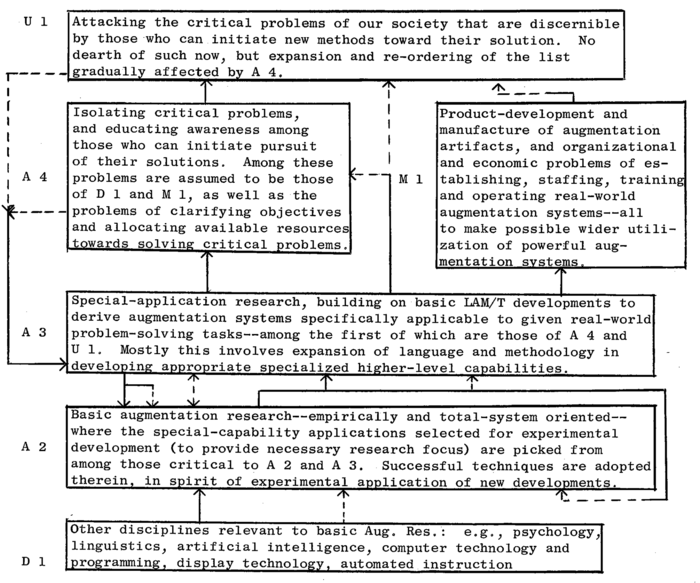 U 1
Attacking the critical problems of our society that are discernible
by those who can initiate new methods toward their solution. No
dearth of such now, but expansion and re-ordering of the list
gradually affected by A 4.
A 4
Isolating critical problems,
and educating awareness among
those who can initiate pursuit
of their solutions. Among these
problems are assumed to be those
of D 1 and M 1, as well as the
problems of clarifying objectives
and allocating available resources
towards solving critical problems.
M 1
Product-development and
manufacture of augmentation
artifacts, and organizational
and economic problems of es-
tablishing, staffing, training
and operating real-world
augmentation systems--all
to make possible wider utili-
zation of powerful aug-
mentation systems.
A 3
Special-application research, building on basic LAM/T developments to
derive augmentation systems specifically applicable to given real-world
problem-solving tasks--among the first of which are those of A 4 and
U 1. Mostly this involves expansion of language and methodology in
developing appropriate specialized higher-level capabilities.
A 2
Basic augmentation research--empirically and total-system oriented--
where the special-capability applications selected for experimental
development (to provide necessary research focus) are picked from
among those critical to A 2 and A 3. Successful techniques are adopted
therein, in spirit of experimental application of new developments.
D 1
Other disciplines relevant to basic Aug. Res.: e.g., psychology,
linguistics, artificial intelligence, computer technology and
programming, display technology, automated instruction